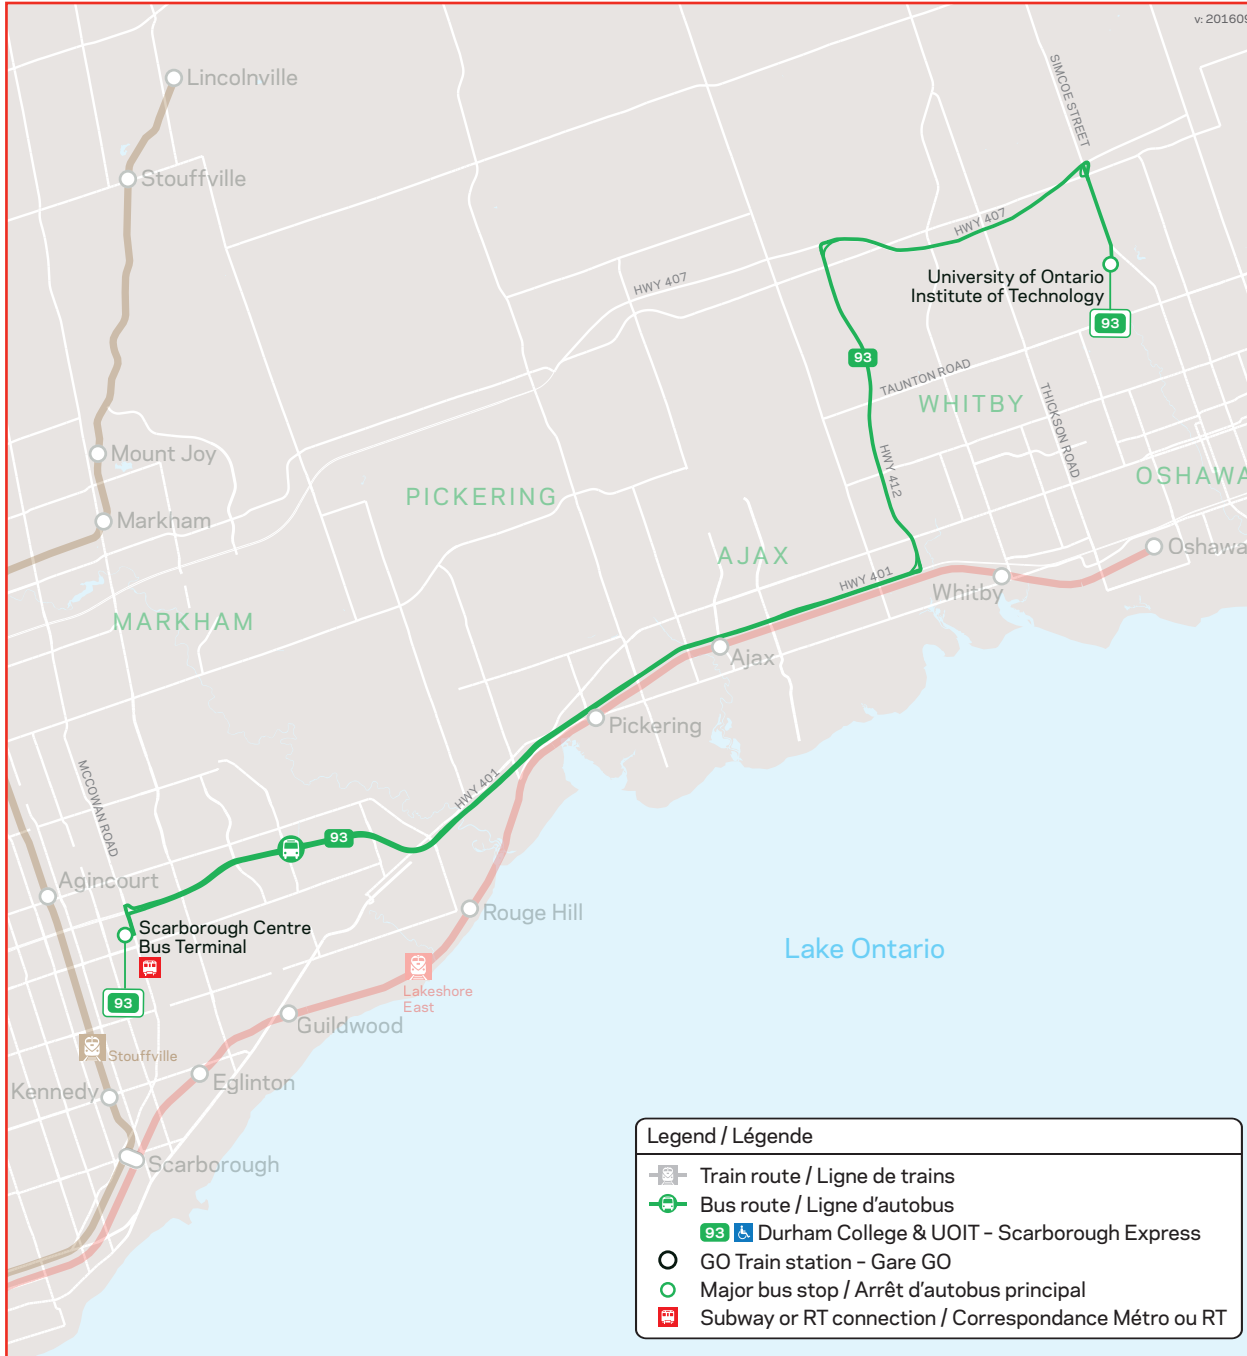 v: 201609
Lincolnville
SIMCOE STREET
Stouffville
HWY 407
University of Ontario
Institute of Technology
HWY 407
93
93
TAUNTON ROAD
WHITBY
THICKSON ROAD
Mount Joy
HWY 412
OSHAWA
PICKERING
Markham
AJAX
Oshawa
HWY 401
Whitby
MARKHAM
Ajax
Pickering
MCCOWAN ROAD
HWY 401
93
Agincourt
Rouge Hill
Scarborough Centre
Bus Terminal
Lake Ontario
93
Lakeshore
East
Guildwood
Stouffville
Eglinton
Kennedy
Scarborough
Legend / Légende
Train route / Ligne de trains
Bus route / Ligne d'autobus
93 Durham College & UOIT – Scarborough Express
GO Train station – Gare GO
Major bus stop / Arrêt d'autobus principal
Subway or RT connection / Correspondance Métro ou RT